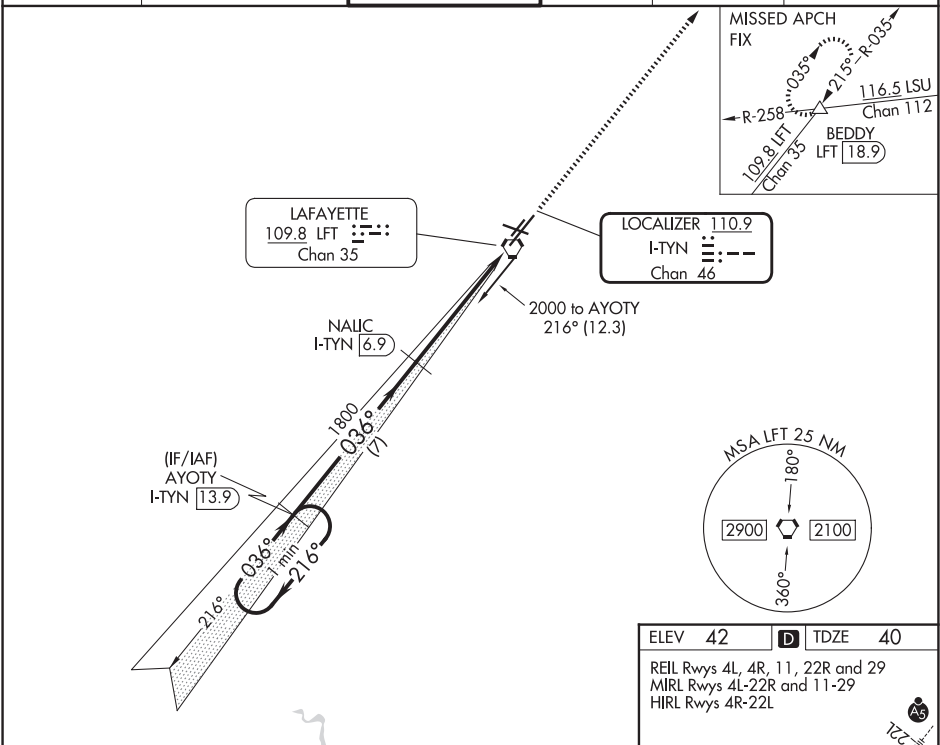 MISSED APCH
FIX
035°
215°
R-035
116.5 LSU
Chan 112
R-258
BEDDY
LFT 18.9
109.8 LFT
Chan 35
LAFAYETTE
109.8 LFT
Chan 35
LOCALIZER 110.9
I-TYN
Chan 46
2000 to AYOTY
216° (12.3)
NALIC
I-TYN 6.9
1800
036°
(7)
(IF/IAF)
AYOTY
I-TYN 13.9
036°
1 min
216°
216°
MSA LFT 25 NM
180°
2900
2100
360°
ELEV 42 D TDZE 40
REIL Rwys 4L, 4R, 11, 22R and 29
MIRL Rwys 4L-22R and 11-29
HIRL Rwys 4R-22L
A5
22L